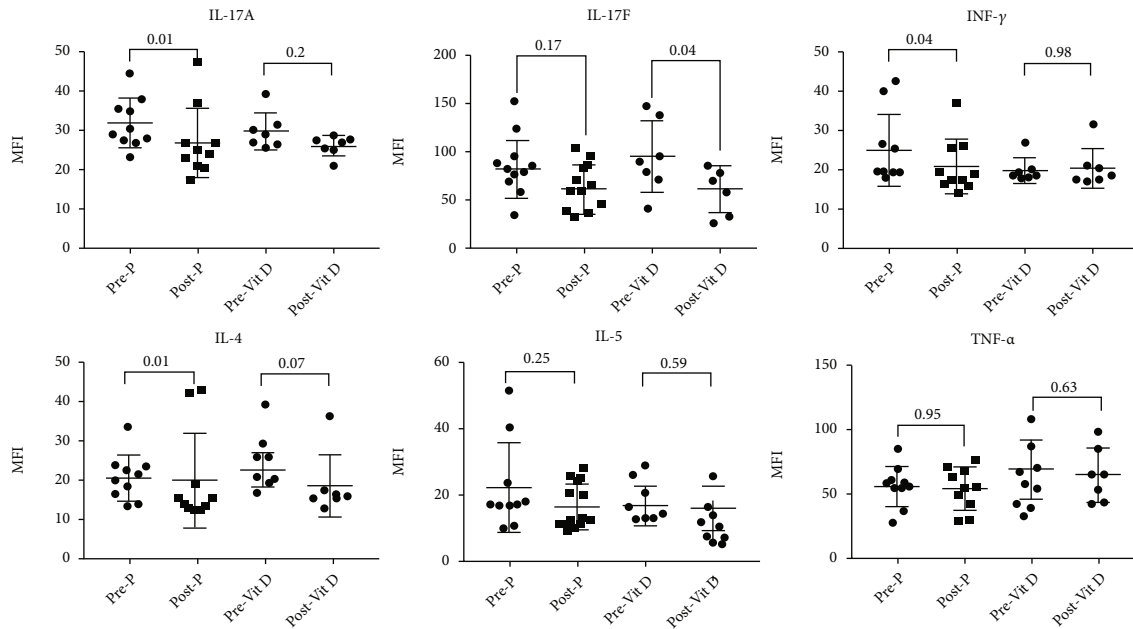 IL-17A
0.01
0.2
50
40
30
20
10
0
MFI
Pre-P
Post-P
Pre-Vit D
Post-Vit D
IL-17F
0.17
0.04
200
150
100
50
0
MFI
Pre-P
Post-P
Pre-Vit D
Post-Vit D
INF-γ
0.04
0.98
50
40
30
20
10
0
MFI
Pre-P
Post-P
Pre-Vit D
Post-Vit D
IL-4
0.01
0.07
50
40
30
20
10
0
MFI
Pre-P
Post-P
Pre-Vit D
Post-Vit D
IL-5
0.25
0.59
60
40
20
0
MFI
Pre-P
Post-P
Pre-Vit D
Post-Vit D
TNF-α
0.95
0.63
150
100
50
0
MFI
Pre-P
Post-P
Pre-Vit D
Post-Vit D